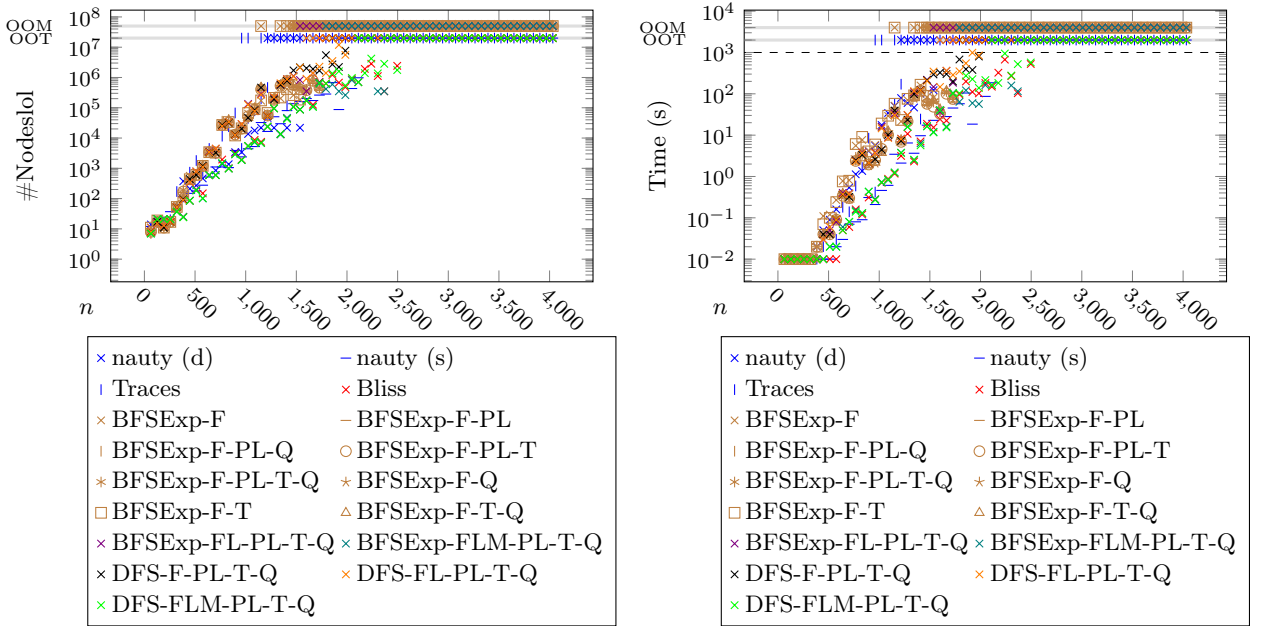 OOM
OOT
10^8
10^7
10^6
10^5
10^4
10^3
10^2
10^1
10^0
#Nodeslol
n
0
500
1,000
1,500
2,000
2,500
3,000
3,500
4,000
× nauty (d)
− nauty (s)
| Traces
× Bliss
× BFSExp-F
− BFSExp-F-PL
| BFSExp-F-PL-Q
○ BFSExp-F-PL-T
∗ BFSExp-F-PL-T-Q
⋆ BFSExp-F-Q
□ BFSExp-F-T
△ BFSExp-F-T-Q
× BFSExp-FL-PL-T-Q
× BFSExp-FLM-PL-T-Q
× DFS-F-PL-T-Q
× DFS-FL-PL-T-Q
× DFS-FLM-PL-T-Q
OOM
OOT
10^4
10^3
10^2
10^1
10^0
10^−1
10^−2
Time (s)
n
0
500
1,000
1,500
2,000
2,500
3,000
3,500
4,000
× nauty (d)
− nauty (s)
| Traces
× Bliss
× BFSExp-F
− BFSExp-F-PL
| BFSExp-F-PL-Q
○ BFSExp-F-PL-T
∗ BFSExp-F-PL-T-Q
⋆ BFSExp-F-Q
□ BFSExp-F-T
△ BFSExp-F-T-Q
× BFSExp-FL-PL-T-Q
× BFSExp-FLM-PL-T-Q
× DFS-F-PL-T-Q
× DFS-FL-PL-T-Q
× DFS-FLM-PL-T-Q